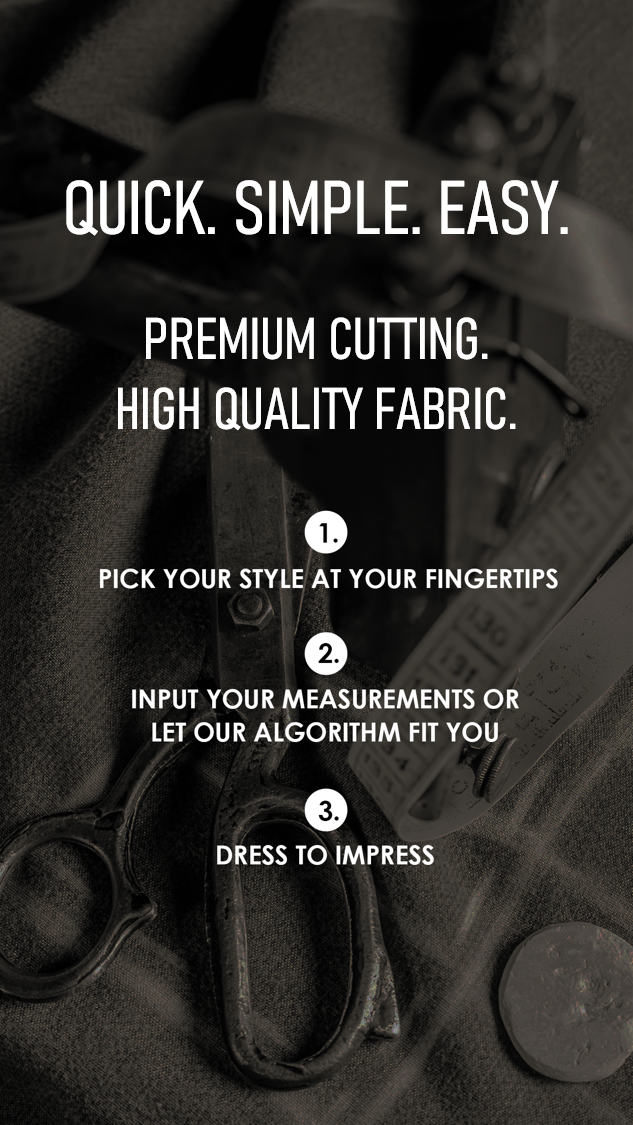 QUICK. SIMPLE. EASY.
PREMIUM CUTTING.
HIGH QUALITY FABRIC.
1.
PICK YOUR STYLE AT YOUR FINGERTIPS
2.
INPUT YOUR MEASUREMENTS OR
LET OUR ALGORITHM FIT YOU
3.
DRESS TO IMPRESS